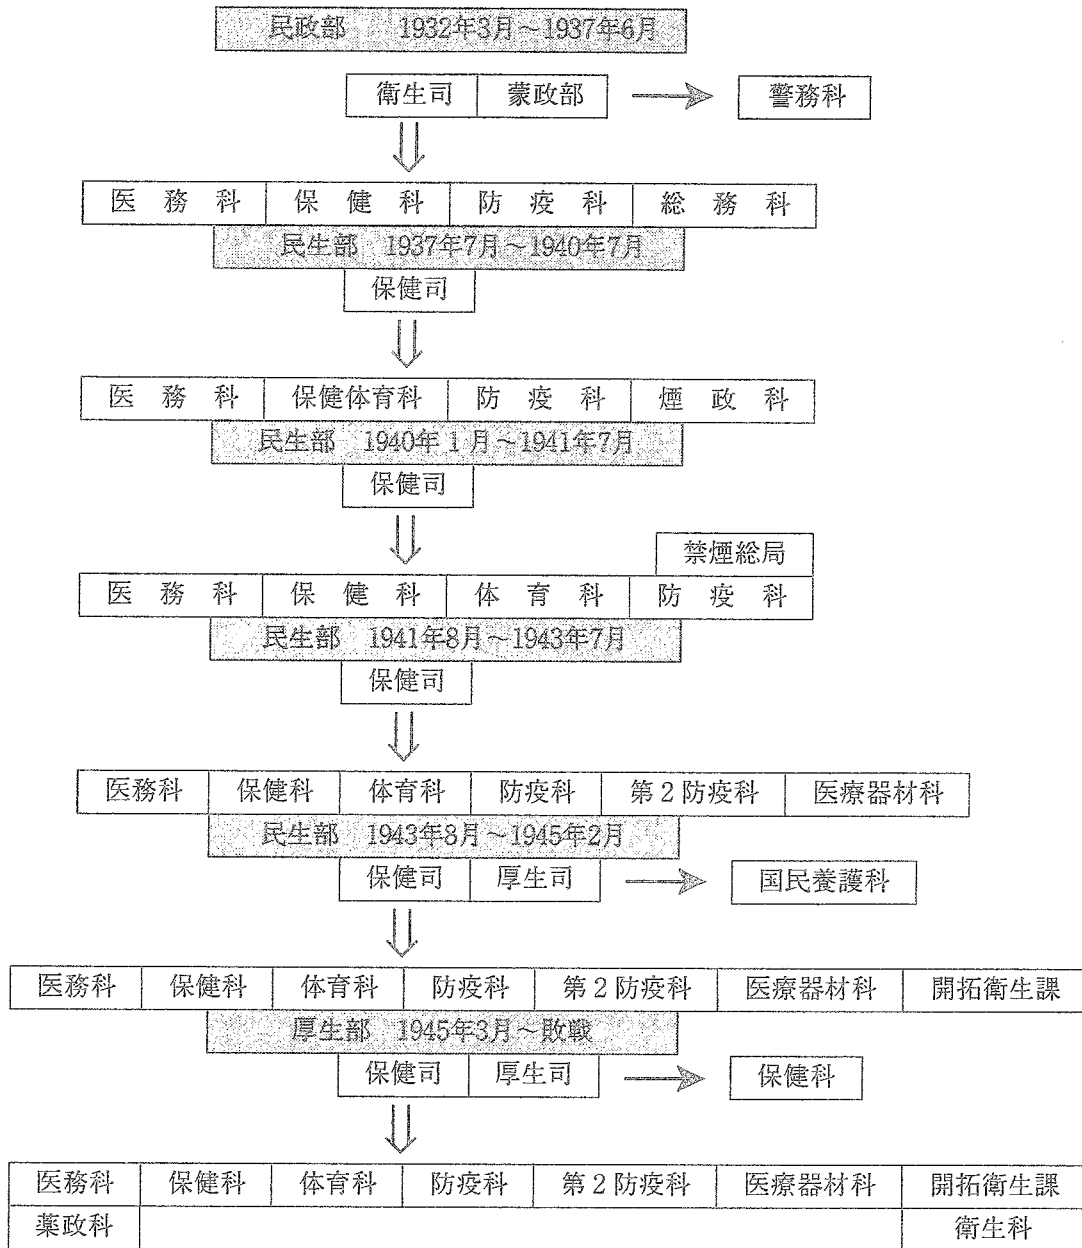 民政部 1932年3月～1937年6月
衛生司 蒙政部 警務科
医務科 保健科 防疫科 総務科
民生部 1937年7月～1940年7月
保健司
医務科 保健体育科 防疫科 煙政科
民生部 1940年1月～1941年7月
保健司
禁煙総局
医務科 保健科 体育科 防疫科
民生部 1941年8月～1943年7月
保健司
医務科 保健科 体育科 防疫科 第2防疫科 医療器材科
民生部 1943年8月～1945年2月
保健司 厚生司 国民養護科
医務科 保健科 体育科 防疫科 第2防疫科 医療器材科 開拓衛生課
厚生部 1945年3月～敗戦
保健司 厚生司 保健科
医務科 保健科 体育科 防疫科 第2防疫科 医療器材科 開拓衛生課
薬政科 衛生科